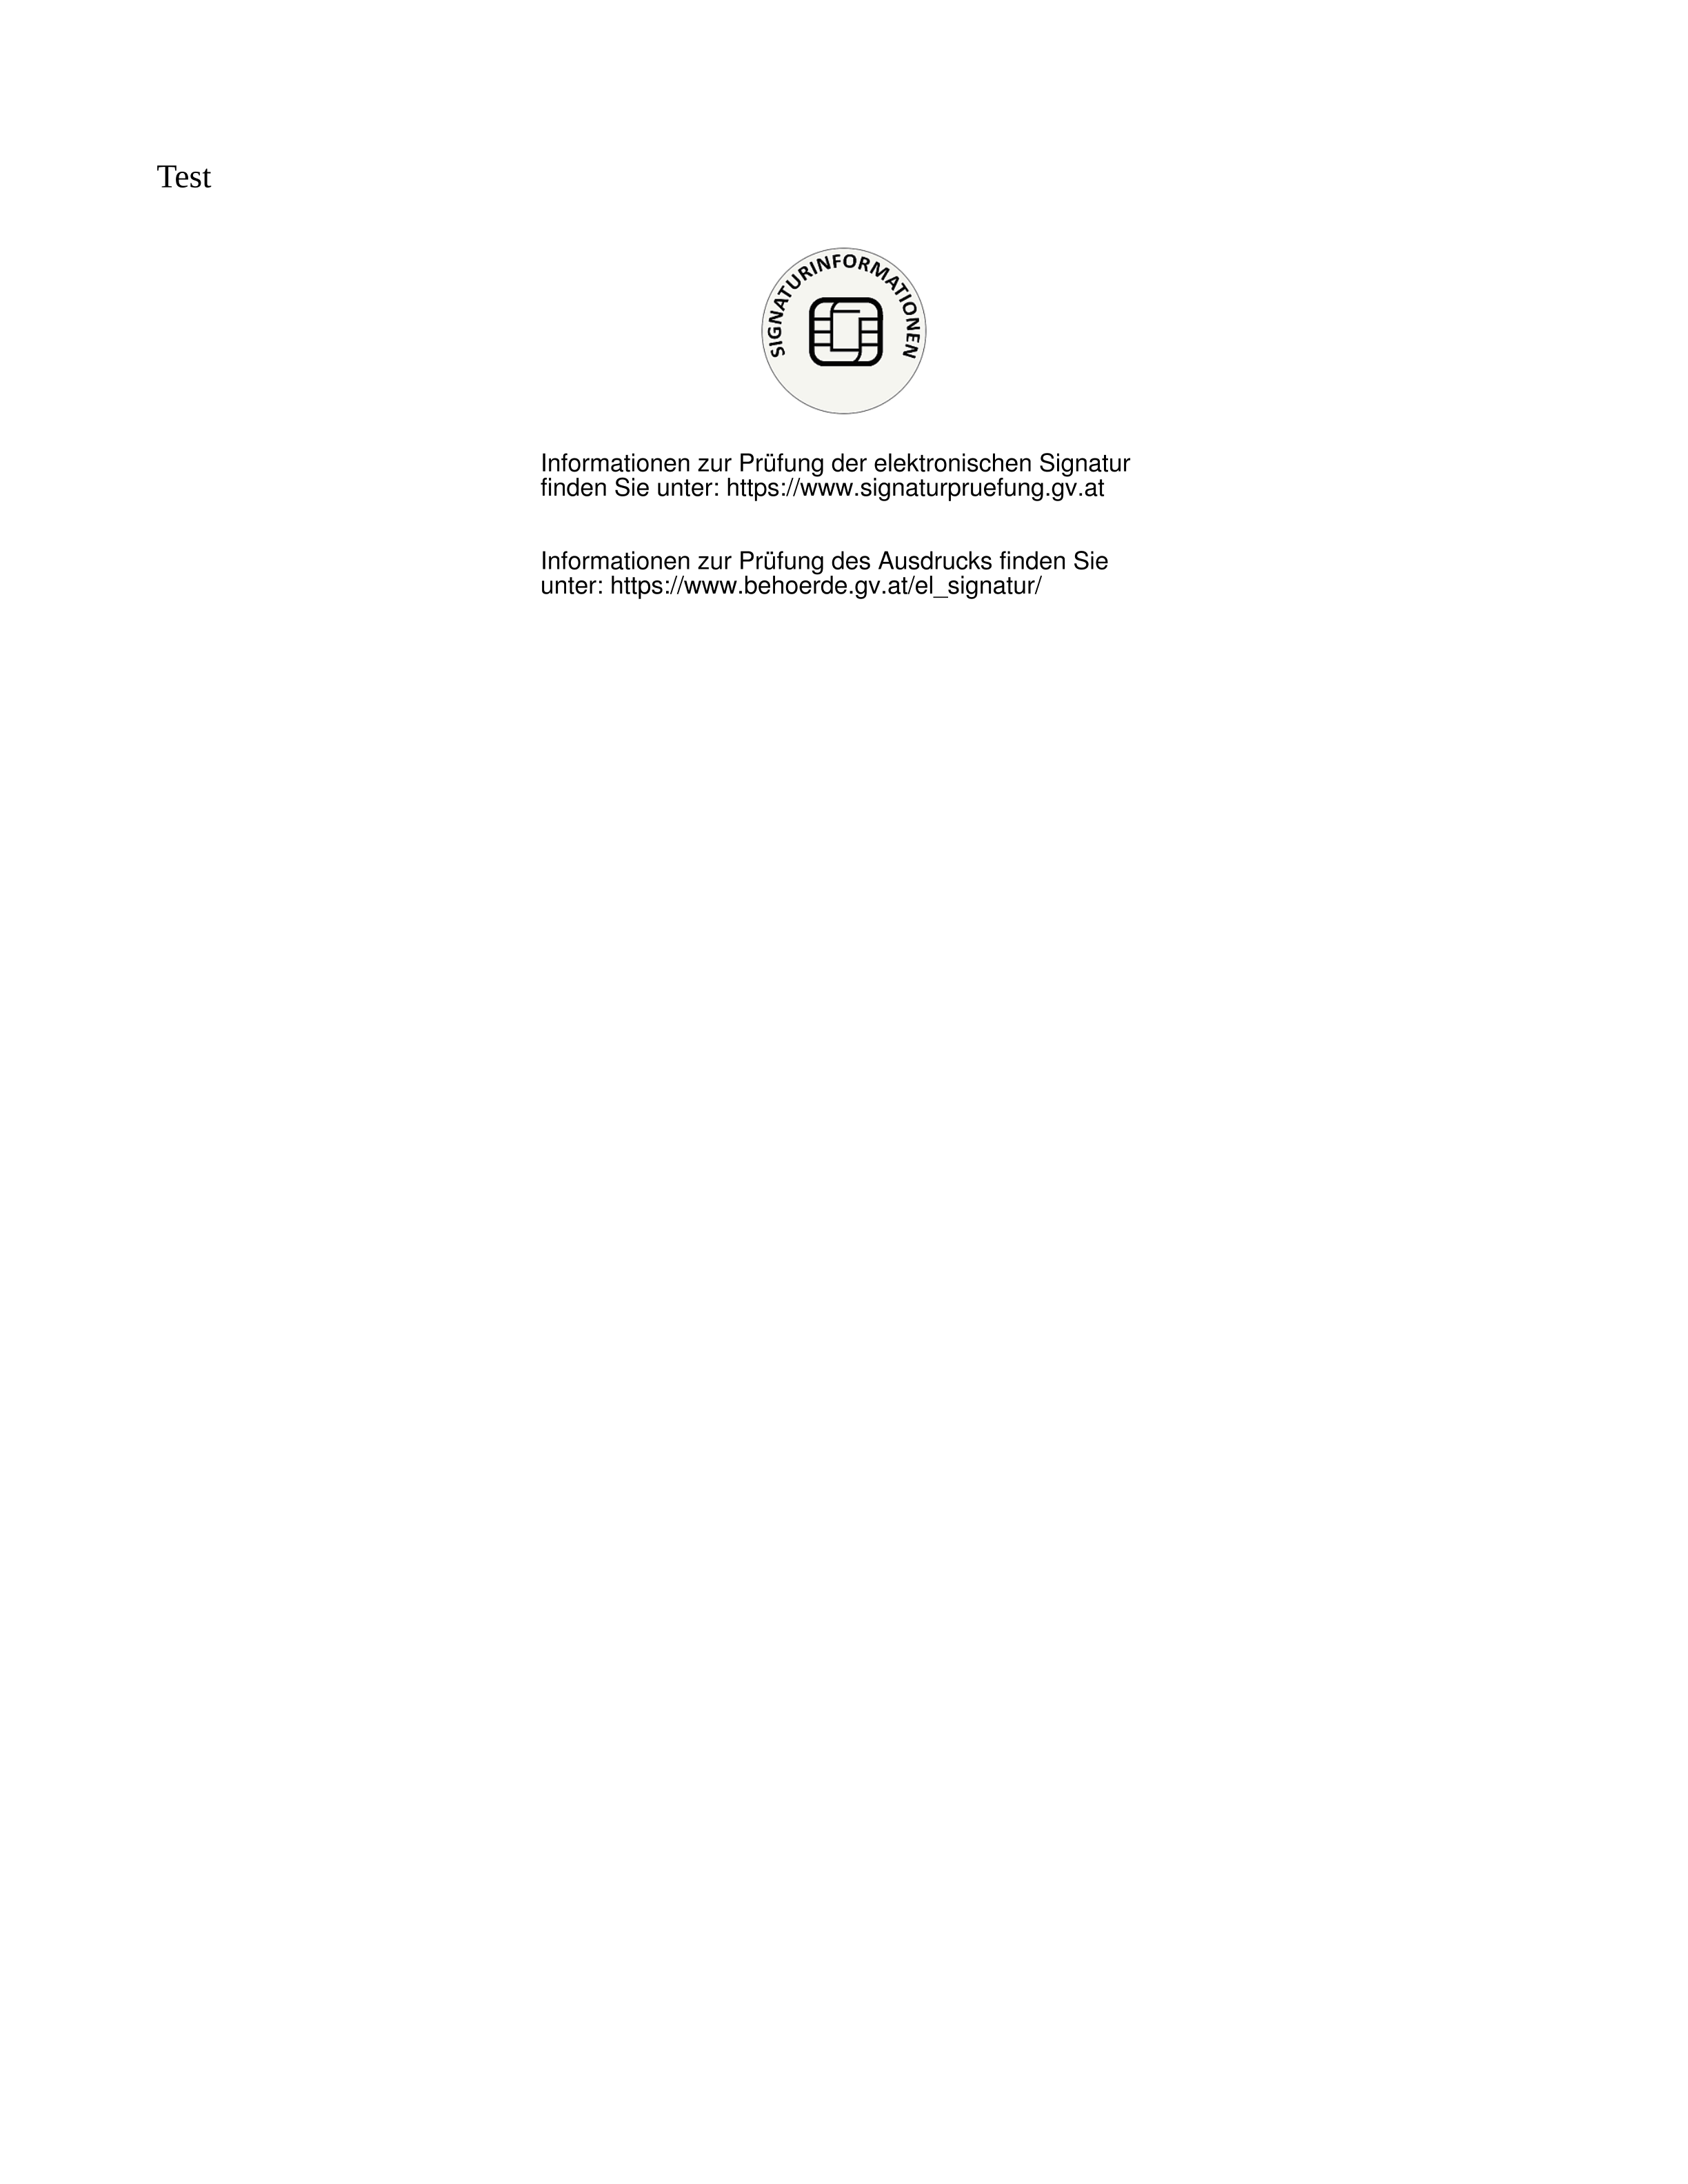 Test
SIGNATURINFORMATIONEN
Informationen zur Prüfung der elektronischen Signatur
finden Sie unter: https://www.signaturpruefung.gv.at
Informationen zur Prüfung des Ausdrucks finden Sie
unter: https://www.behoerde.gv.at/el_signatur/